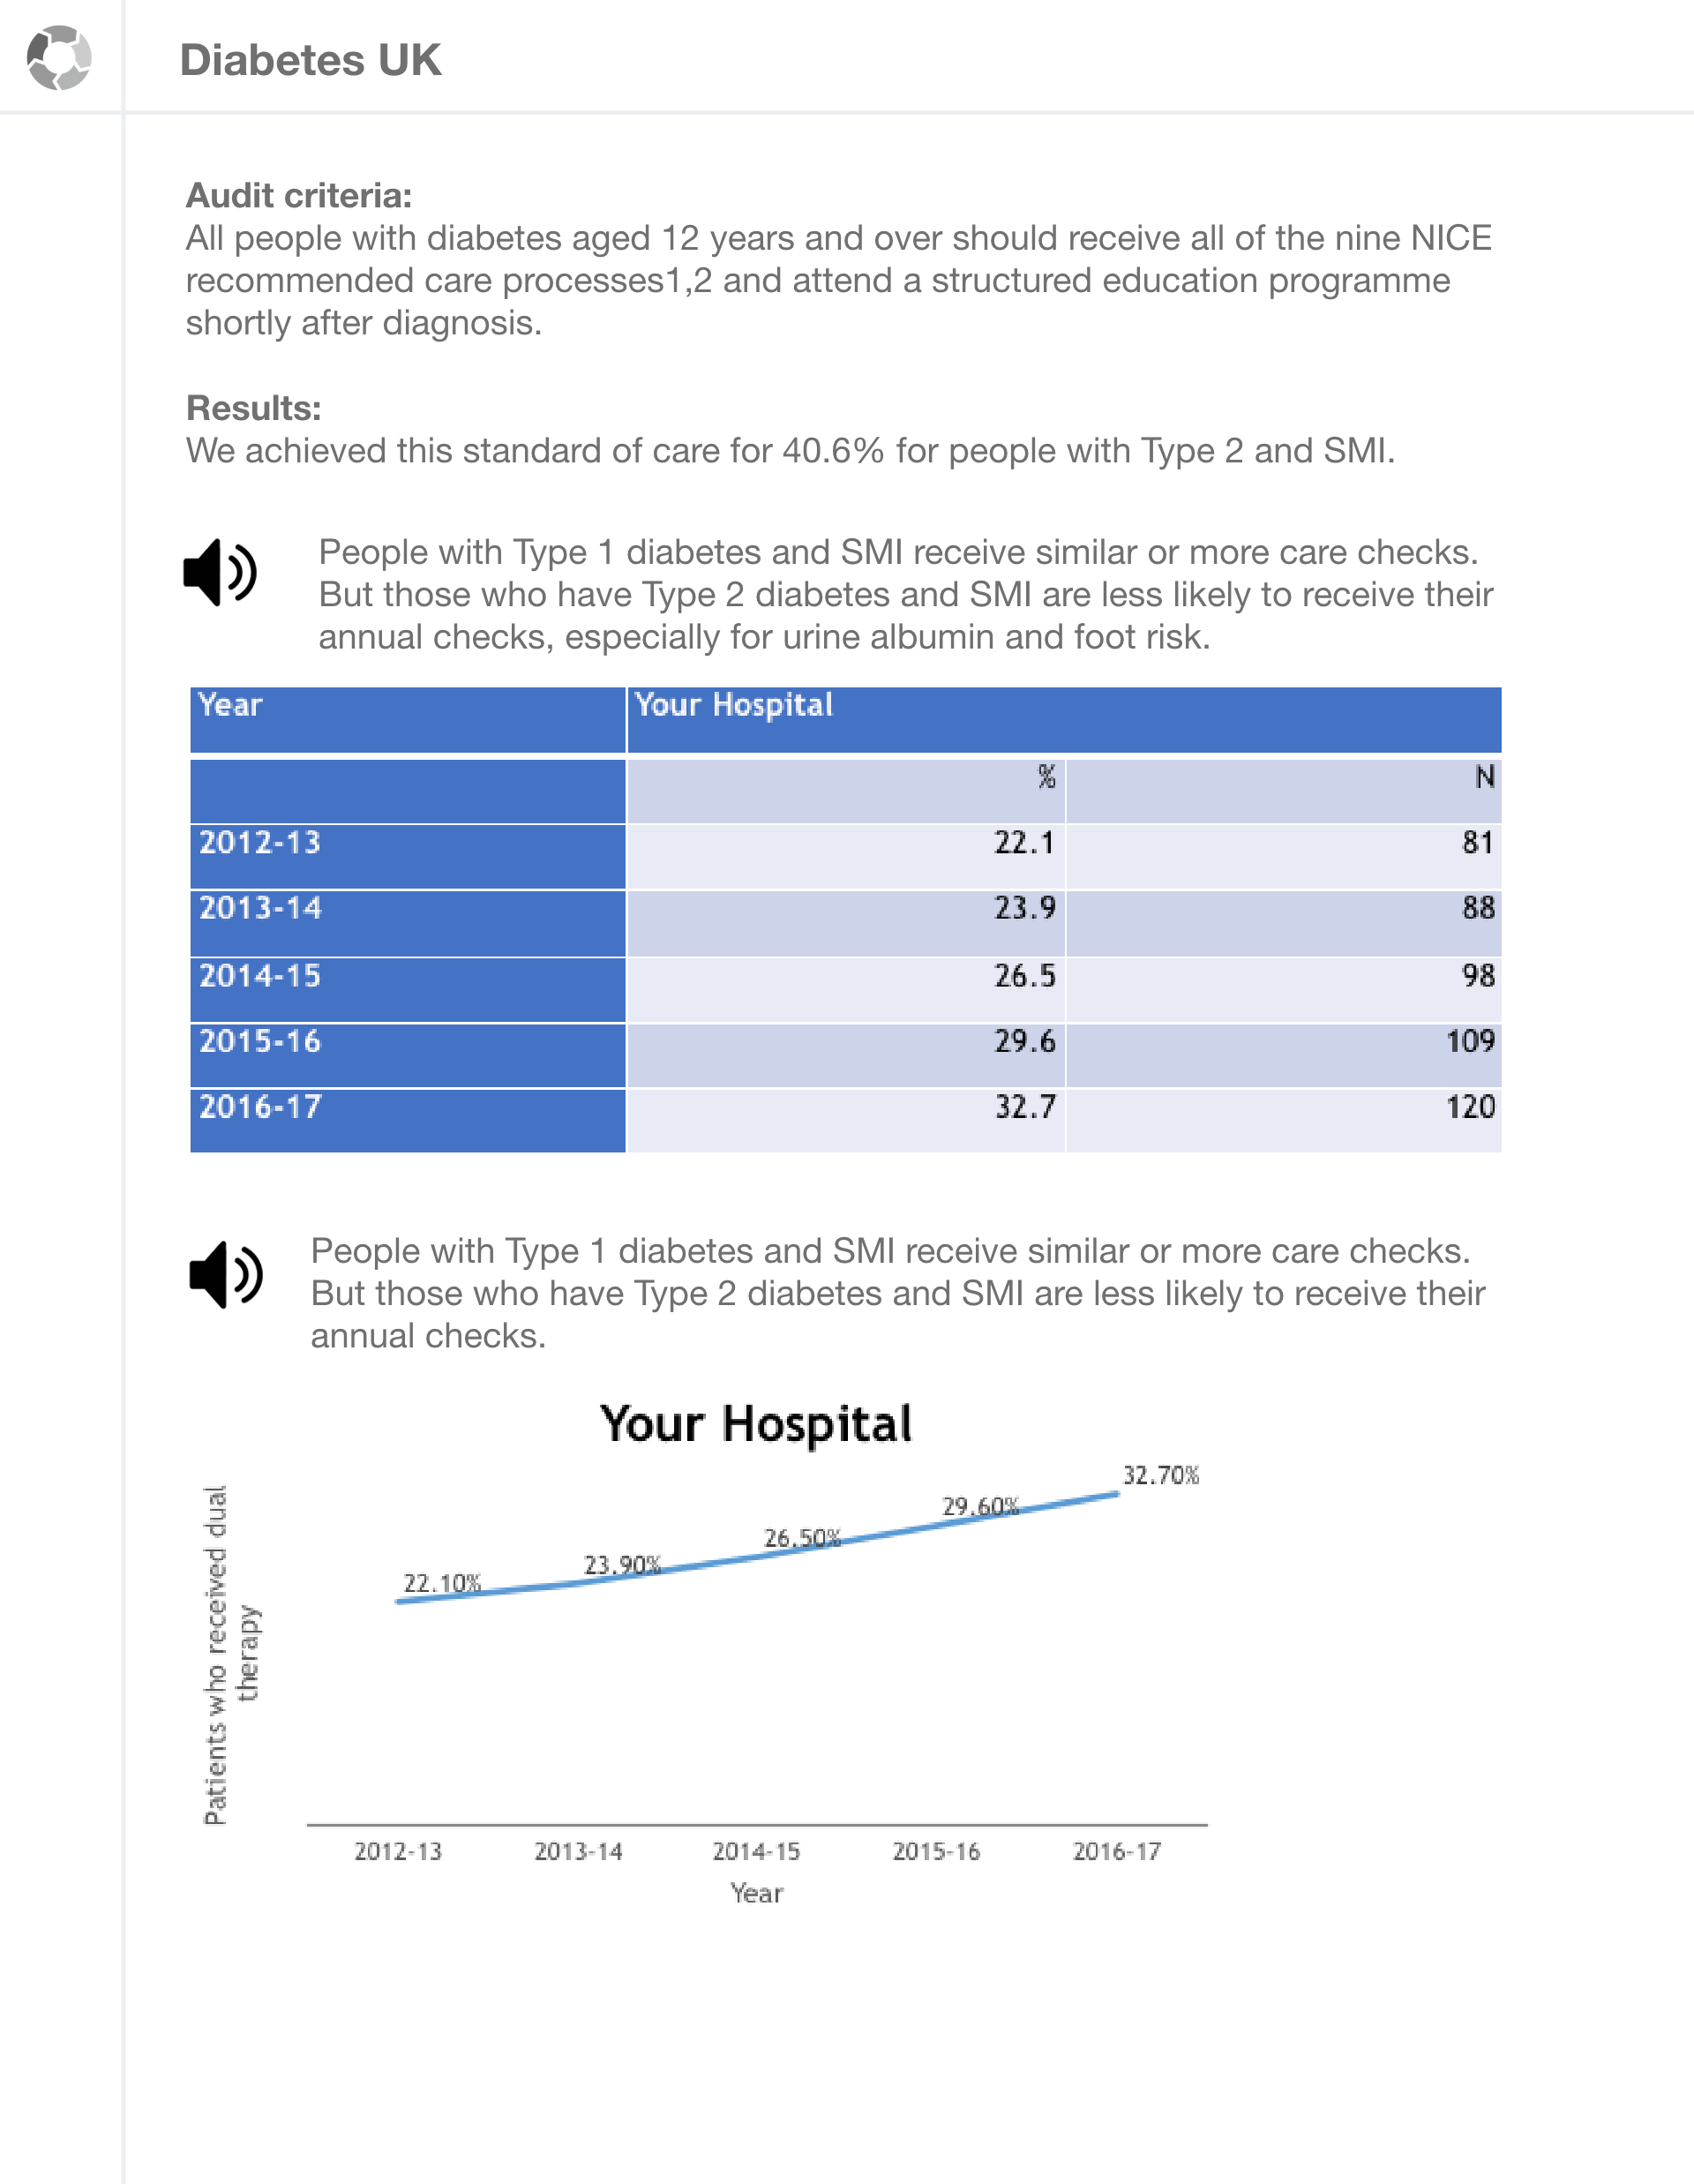 Diabetes UK
Audit criteria:
All people with diabetes aged 12 years and over should receive all of the nine NICE
recommended care processes1,2 and attend a structured education programme
shortly after diagnosis.
Results:
We achieved this standard of care for 40.6% for people with Type 2 and SMI.
People with Type 1 diabetes and SMI receive similar or more care checks.
But those who have Type 2 diabetes and SMI are less likely to receive their
annual checks, especially for urine albumin and foot risk.
Year Your Hospital
% N
2012-13 22.1 81
2013-14 23.9 88
2014-15 26.5 98
2015-16 29.6 109
2016-17 32.7 120
People with Type 1 diabetes and SMI receive similar or more care checks.
But those who have Type 2 diabetes and SMI are less likely to receive their
annual checks.
Your Hospital
Patients who received dual
therapy
22.10%
23.90%
26.50%
29.60%
32.70%
2012-13 2013-14 2014-15 2015-16 2016-17
Year